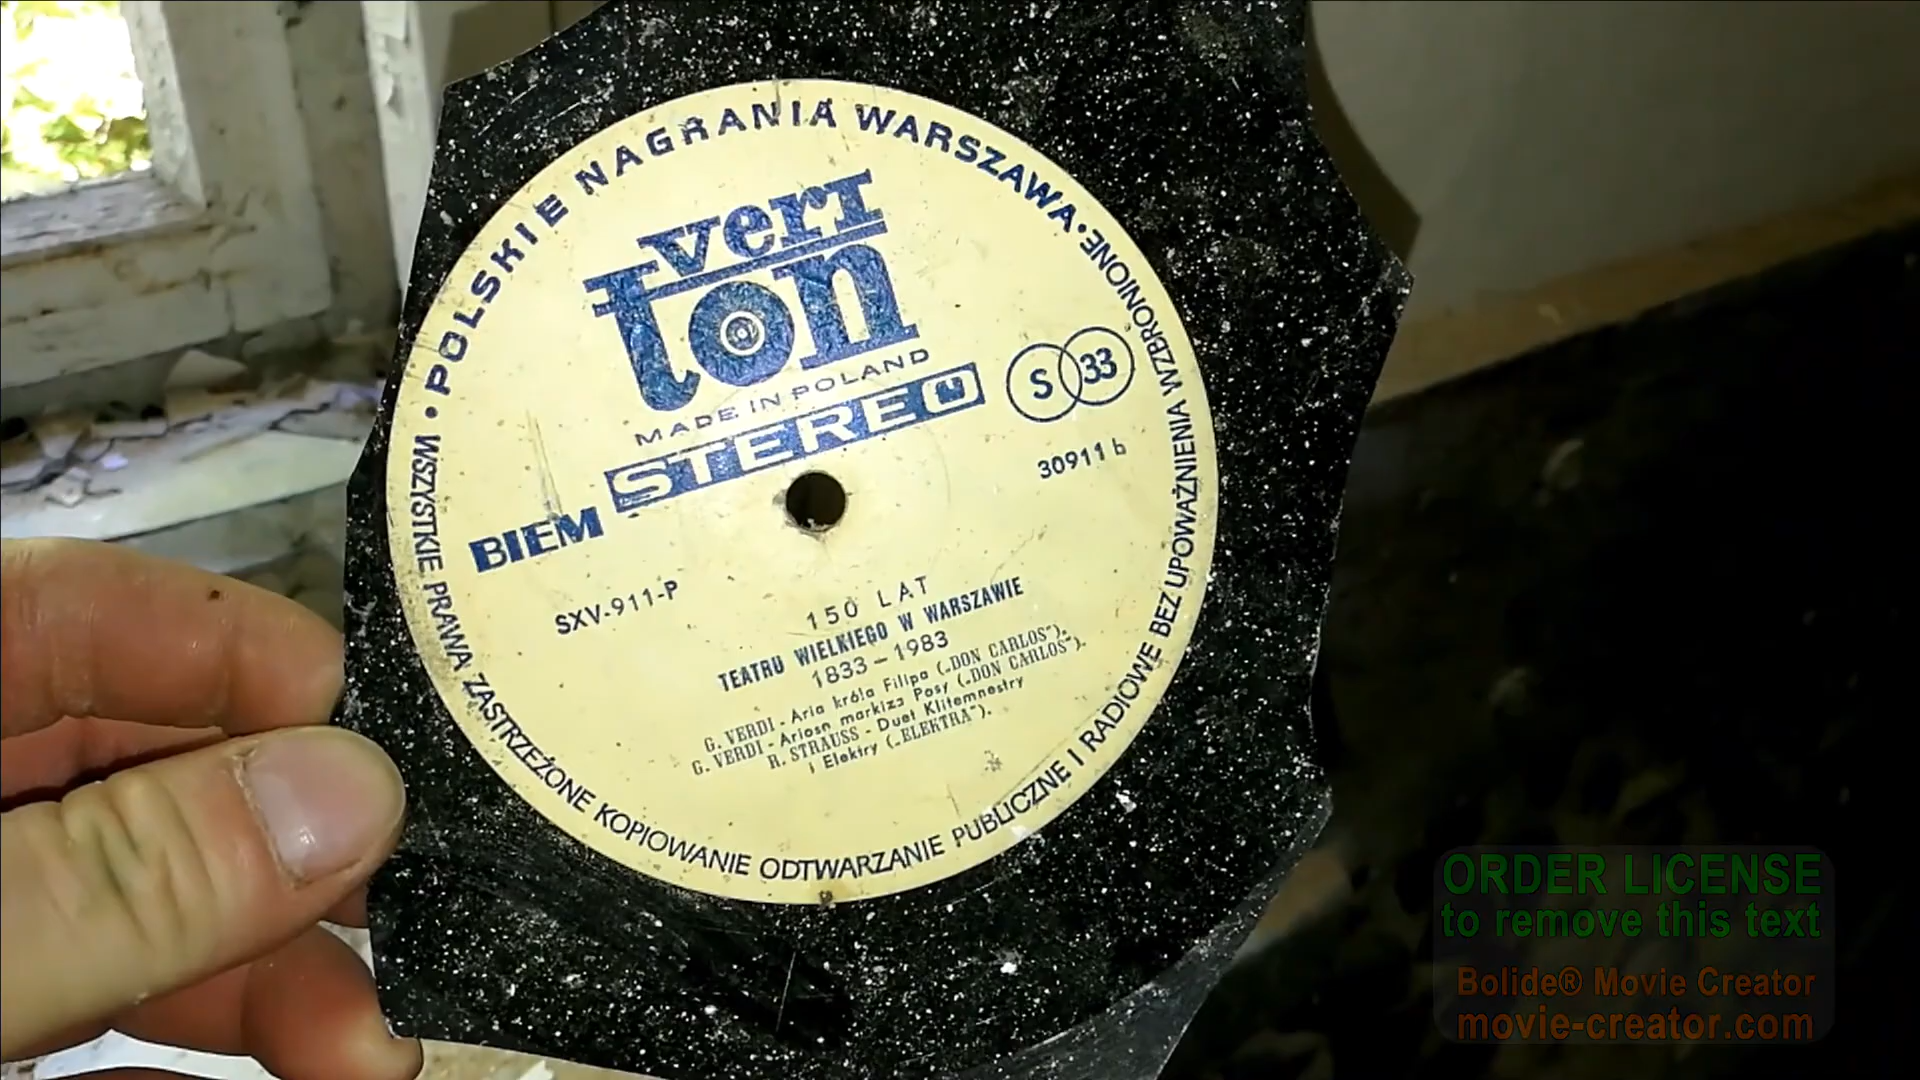 • POLSKIE NAGRANIA WARSZAWA •
WSZYSTKIE PRAWA ZASTRZEŻONE KOPIOWANIE ODTWARZANIE PUBLICZNE I RADIOWE BEZ UPOWAŻNIENIA WZBRONIONE
veri
ton
MADE IN POLAND
STEREO
S 33
BIEM
30911 b
SXV-911-P
150 LAT
TEATRU WIELKIEGO W WARSZAWIE
1833 – 1983
G. VERDI - Aria króla Filipa („DON CARLOS”).
G. VERDI - Arioso markiza Posy („DON CARLOS”).
R. STRAUSS - Duet Klitemnestry
i Elektry („ELEKTRA”).
ORDER LICENSE
to remove this text
Bolide® Movie Creator
movie-creator.com